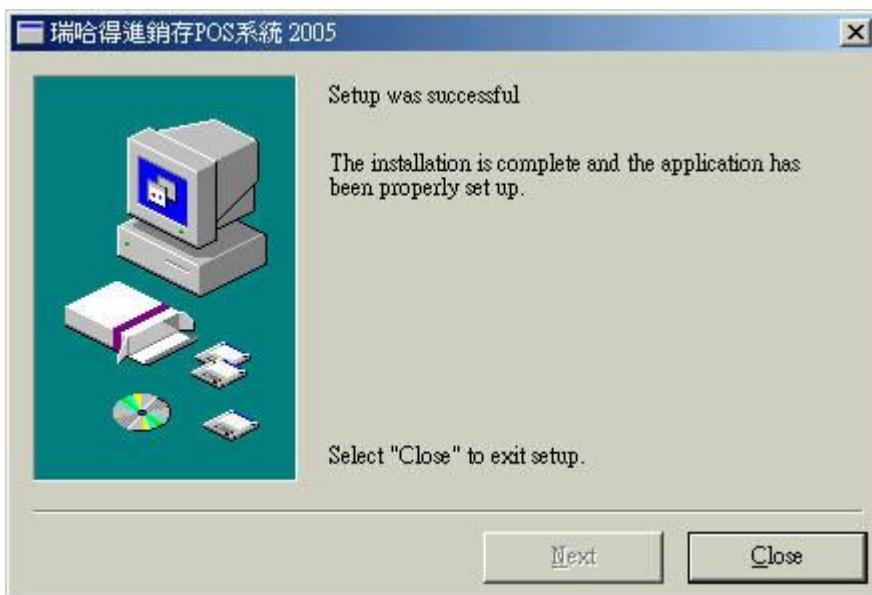 瑞哈得進銷存POS系統 2005
Setup was successful
The installation is complete and the application has
been properly set up.
Select "Close" to exit setup.
Next
Close